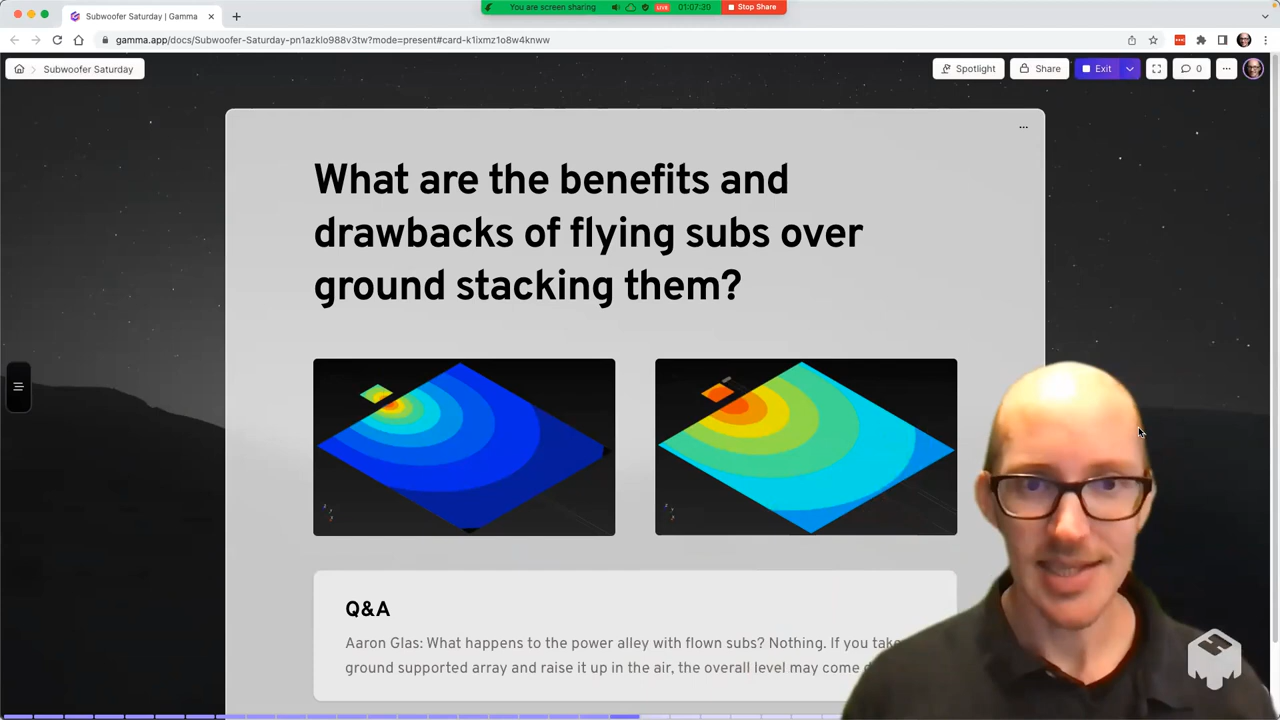 Subwoofer Saturday | Gamma
You are screen sharing
LIVE
01:07:30
Stop Share
gamma.app/docs/Subwoofer-Saturday-pn1azklo988v3tw?mode=present#card-k1ixmz1o8w4knww
Subwoofer Saturday
Spotlight
Share
Exit
0
What are the benefits and
drawbacks of flying subs over
ground stacking them?
Q&A
Aaron Glas: What happens to the power alley with flown subs? Nothing. If you take
ground supported array and raise it up in the air, the overall level may come